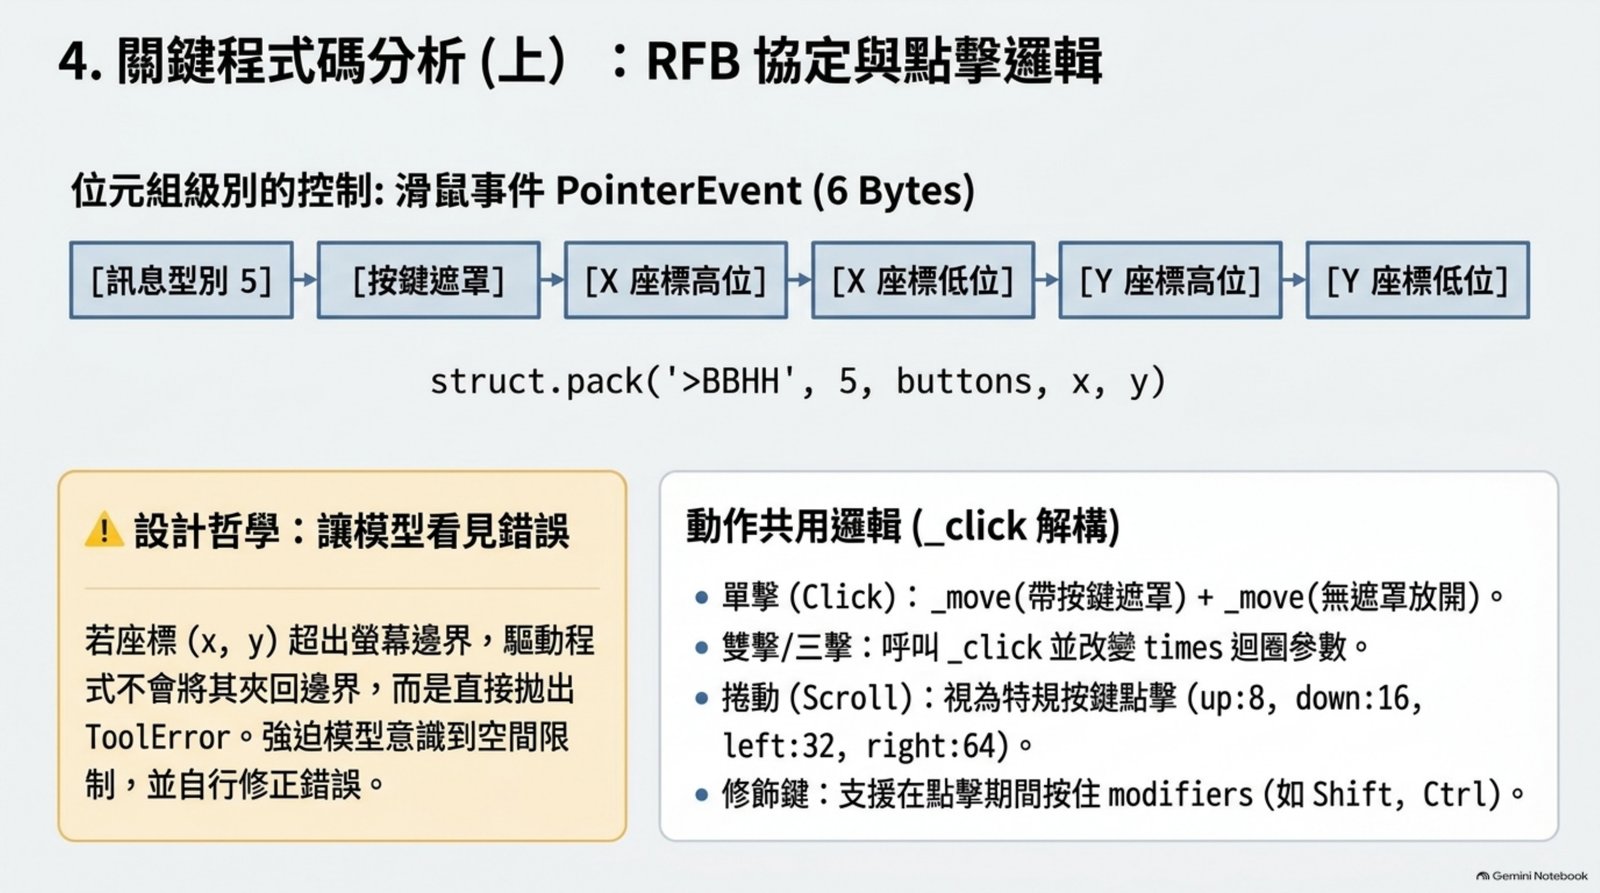 4. 關鍵程式碼分析 (上）：RFB 協定與點擊邏輯
位元組級別的控制: 滑鼠事件 PointerEvent (6 Bytes)
[訊息型別 5] [按鍵遮罩] [X 座標高位] [X 座標低位] [Y 座標高位] [Y 座標低位]
struct.pack('>BBHH', 5, buttons, x, y)
設計哲學：讓模型看見錯誤
若座標 (x, y) 超出螢幕邊界，驅動程
式不會將其夾回邊界，而是直接拋出
ToolError。強迫模型意識到空間限
制，並自行修正錯誤。
動作共用邏輯 (_click 解構)
• 單擊 (Click)：_move(帶按鍵遮罩) + _move(無遮罩放開)。
• 雙擊/三擊：呼叫 _click 並改變 times 迴圈參數。
• 捲動 (Scroll)：視為特規按鍵點擊 (up:8, down:16,
left:32, right:64)。
• 修飾鍵：支援在點擊期間按住 modifiers (如 Shift, Ctrl)。
Gemini Notebook